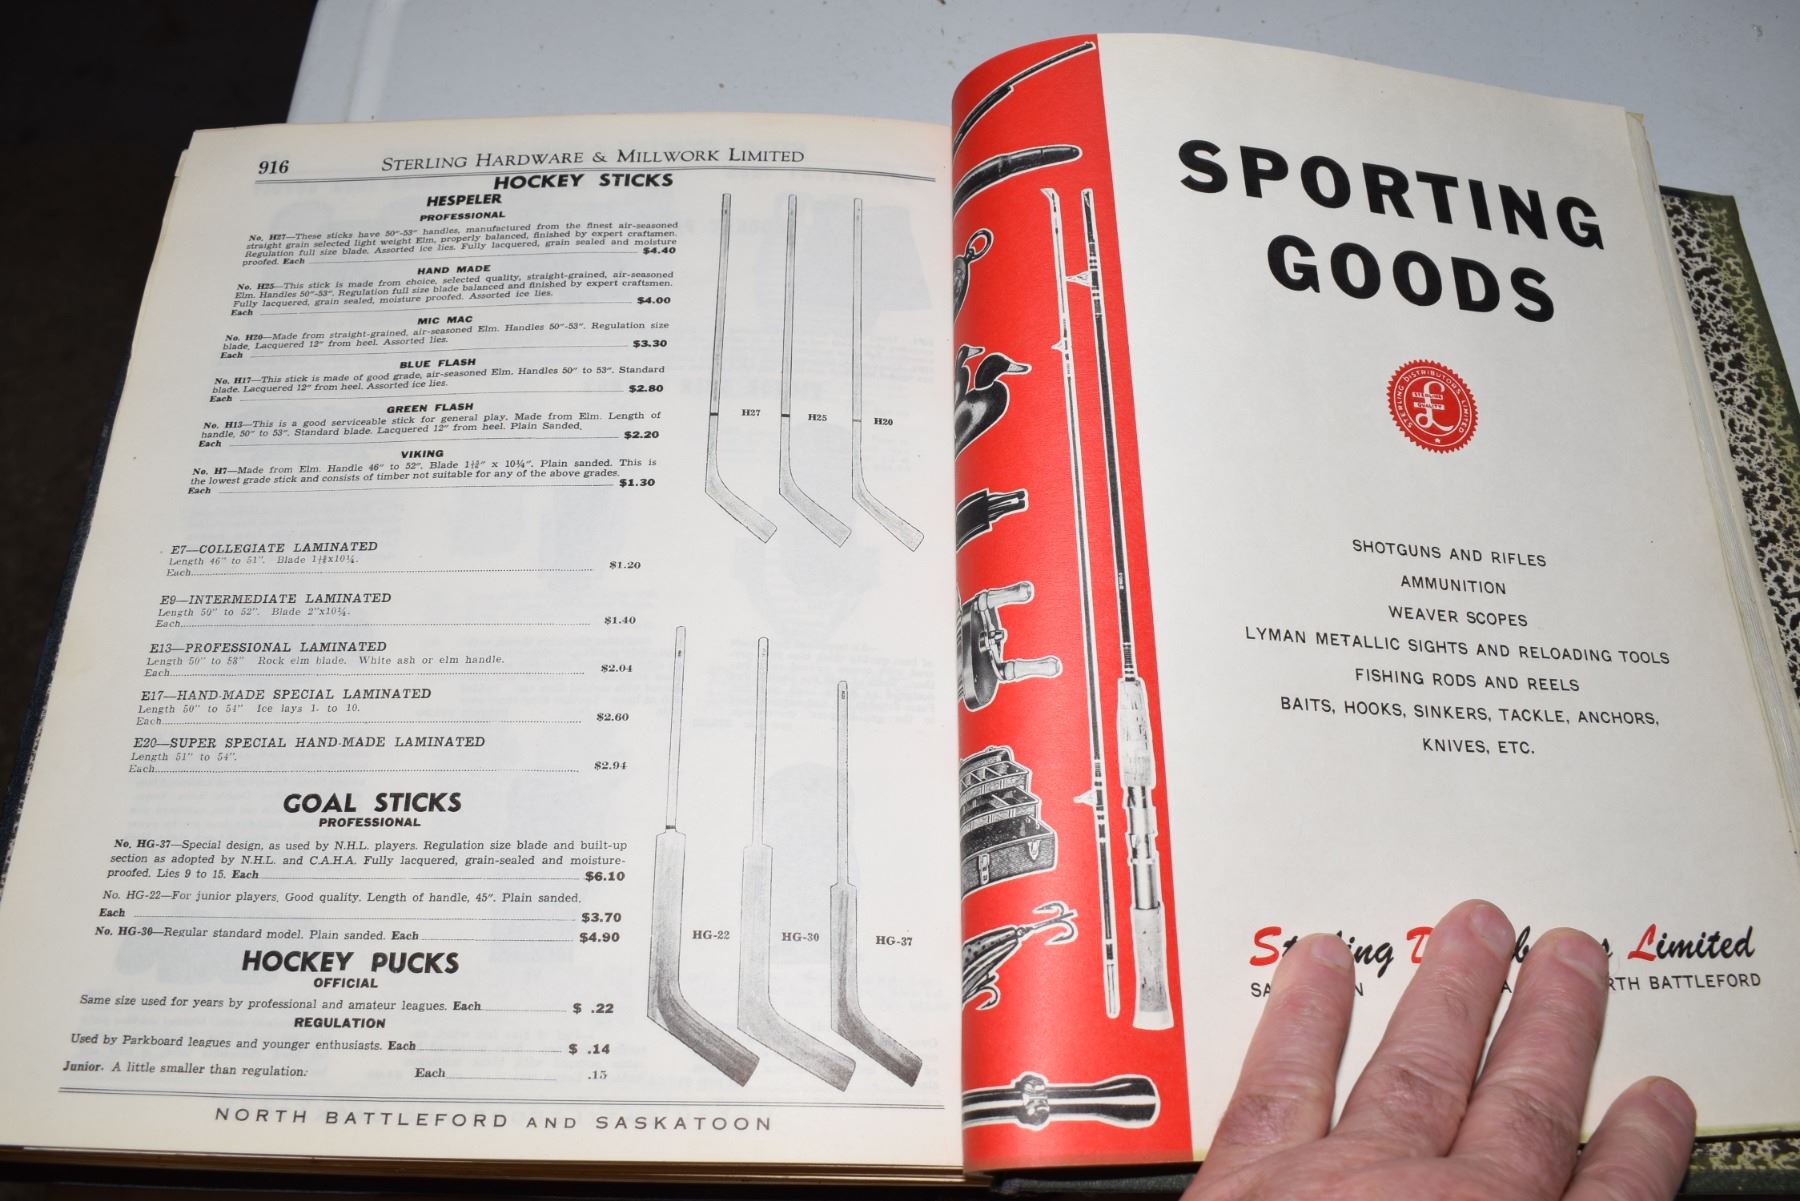 916
STERLING HARDWARE & MILLWORK LIMITED
HOCKEY STICKS
HESPELER
PROFESSIONAL
No. H27—These sticks have 50"-53" handles, manufactured from the finest air-seasoned
straight grain selected light weight Elm, properly balanced, finished by expert craftsmen.
Regulation full size blade. Assorted ice lies. Fully lacquered, grain sealed and moisture
proofed. Each $4.40
HAND MADE
No. H25—This stick is made from choice, selected quality, straight-grained, air-seasoned
Elm. Handles 50"-53". Regulation full size blade balanced and finished by expert craftsmen.
Fully lacquered, grain sealed, moisture proofed. Assorted ice lies.
Each $4.00
MIC MAC
No. H20—Made from straight-grained, air-seasoned Elm. Handles 50"-53". Regulation size
blade, Lacquered 12" from heel. Assorted lies.
Each $3.30
BLUE FLASH
No. H17—This stick is made of good grade, air-seasoned Elm. Handles 50" to 53". Standard
blade. Lacquered 12" from heel. Assorted ice lies.
Each $2.80
GREEN FLASH
No. H13—This is a good serviceable stick for general play. Made from Elm. Length of
handle, 50" to 53". Standard blade. Lacquered 12" from heel. Plain Sanded.
Each $2.20
VIKING
No. H7—Made from Elm. Handle 46" to 52". Blade 1 13/16" x 10¼". Plain sanded. This is
the lowest grade stick and consists of timber not suitable for any of the above grades.
Each $1.30
H27
H25
H20
E7—COLLEGIATE LAMINATED
Length 46" to 51". Blade 1 13/16x10¼.
Each $1.20
E9—INTERMEDIATE LAMINATED
Length 50" to 52". Blade 2"x10¼.
Each $1.40
E13—PROFESSIONAL LAMINATED
Length 50" to 53" Rock elm blade. White ash or elm handle.
Each $2.04
E17—HAND-MADE SPECIAL LAMINATED
Length 50" to 54" Ice lays 1. to 10.
Each $2.60
E20—SUPER SPECIAL HAND-MADE LAMINATED
Length 51" to 54".
Each $2.94
GOAL STICKS
PROFESSIONAL
No. HG-37—Special design, as used by N.H.L. players. Regulation size blade and built-up
section as adopted by N.H.L. and C.A.H.A. Fully lacquered, grain-sealed and moisture-
proofed. Lies 9 to 15. Each $6.10
No. HG-22—For junior players, Good quality. Length of handle, 45". Plain sanded.
Each $3.70
No. HG-30—Regular standard model. Plain sanded. Each $4.90
HG-22
HG-30
HG-37
HOCKEY PUCKS
OFFICIAL
Same size used for years by professional and amateur leagues. Each $ .22
REGULATION
Used by Parkboard leagues and younger enthusiasts. Each $ .14
Junior. A little smaller than regulation: Each .15
NORTH BATTLEFORD AND SASKATOON
SPORTING
GOODS
STERLING DISTRIBUTORS LIMITED
STERLING
QUALITY
SHOTGUNS AND RIFLES
AMMUNITION
WEAVER SCOPES
LYMAN METALLIC SIGHTS AND RELOADING TOOLS
FISHING RODS AND REELS
BAITS, HOOKS, SINKERS, TACKLE, ANCHORS,
KNIVES, ETC.
Limited
BATTLEFORD